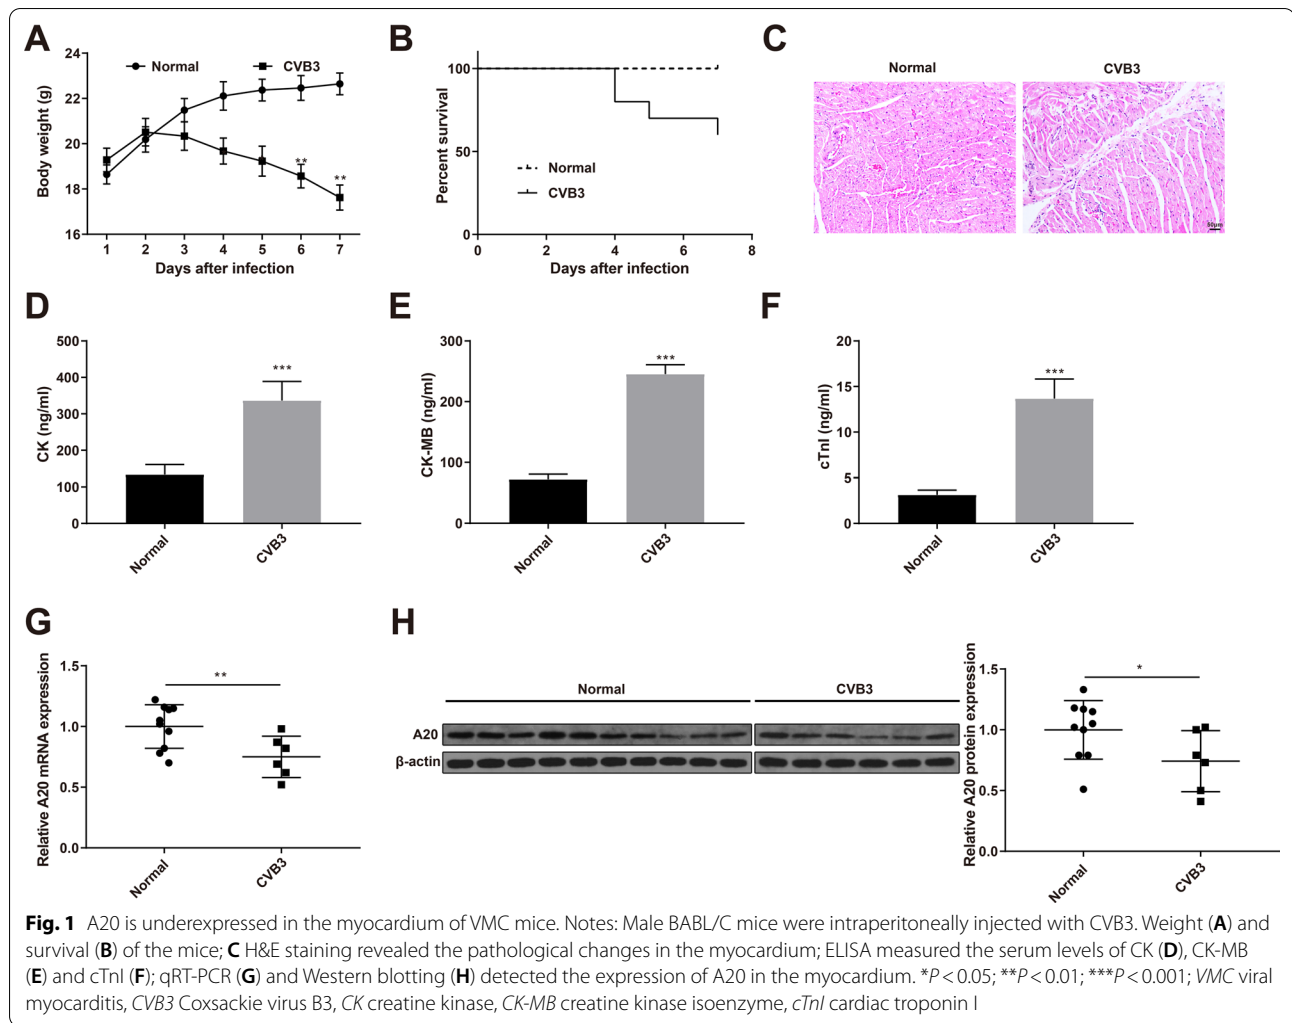 A
24
22
20
18
16
Body weight (g)
Normal
CVB3
**
**
1 2 3 4 5 6 7
Days after infection
B
100
50
0
Percent survival
Normal
CVB3
0 2 4 6 8
Days after infection
C
Normal
CVB3
50μm
D
500
400
300
200
100
0
CK (ng/ml)
***
Normal
CVB3
E
300
200
100
0
CK-MB (ng/ml)
***
Normal
CVB3
F
20
15
10
5
0
cTnI (ng/ml)
***
Normal
CVB3
G
1.5
1.0
0.5
0.0
Relative A20 mRNA expression
**
Normal
CVB3
H
Normal
CVB3
A20
β-actin
1.5
1.0
0.5
0.0
Relative A20 protein expression
*
Normal
CVB3
Fig. 1 A20 is underexpressed in the myocardium of VMC mice. Notes: Male BABL/C mice were intraperitoneally injected with CVB3. Weight (A) and
survival (B) of the mice; C H&E staining revealed the pathological changes in the myocardium; ELISA measured the serum levels of CK (D), CK-MB
(E) and cTnI (F); qRT-PCR (G) and Western blotting (H) detected the expression of A20 in the myocardium. *P < 0.05; **P < 0.01; ***P < 0.001; VMC viral
myocarditis, CVB3 Coxsackie virus B3, CK creatine kinase, CK-MB creatine kinase isoenzyme, cTnI cardiac troponin I